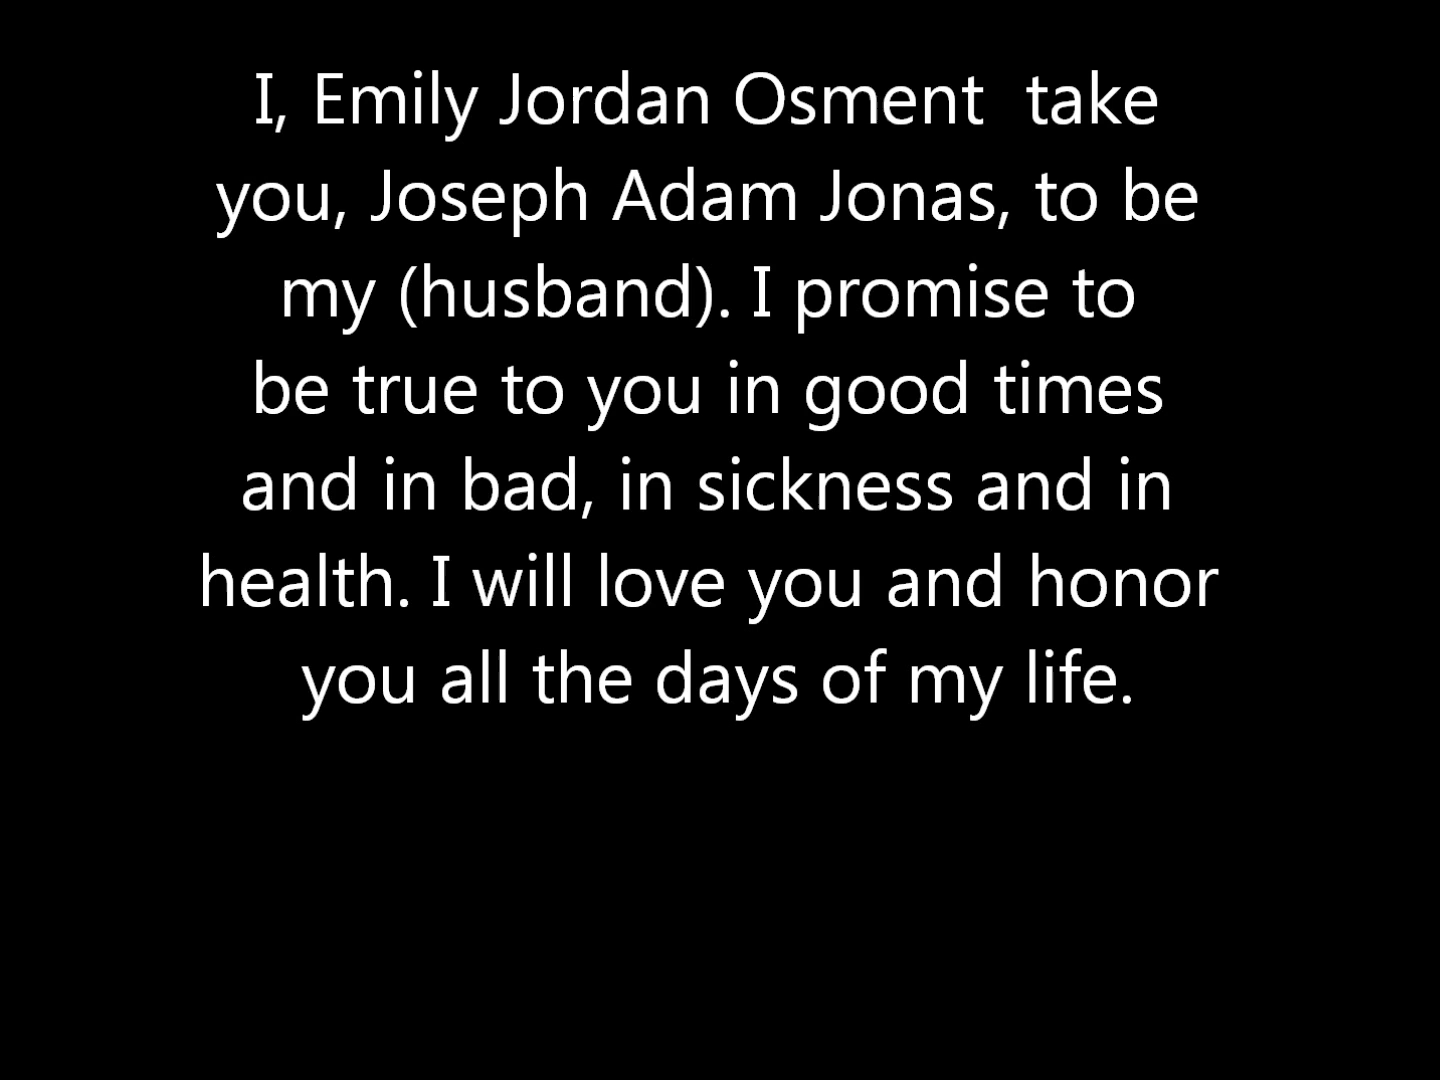 I, Emily Jordan Osment  take
you, Joseph Adam Jonas, to be
my (husband). I promise to
be true to you in good times
and in bad, in sickness and in
health. I will love you and honor
you all the days of my life.